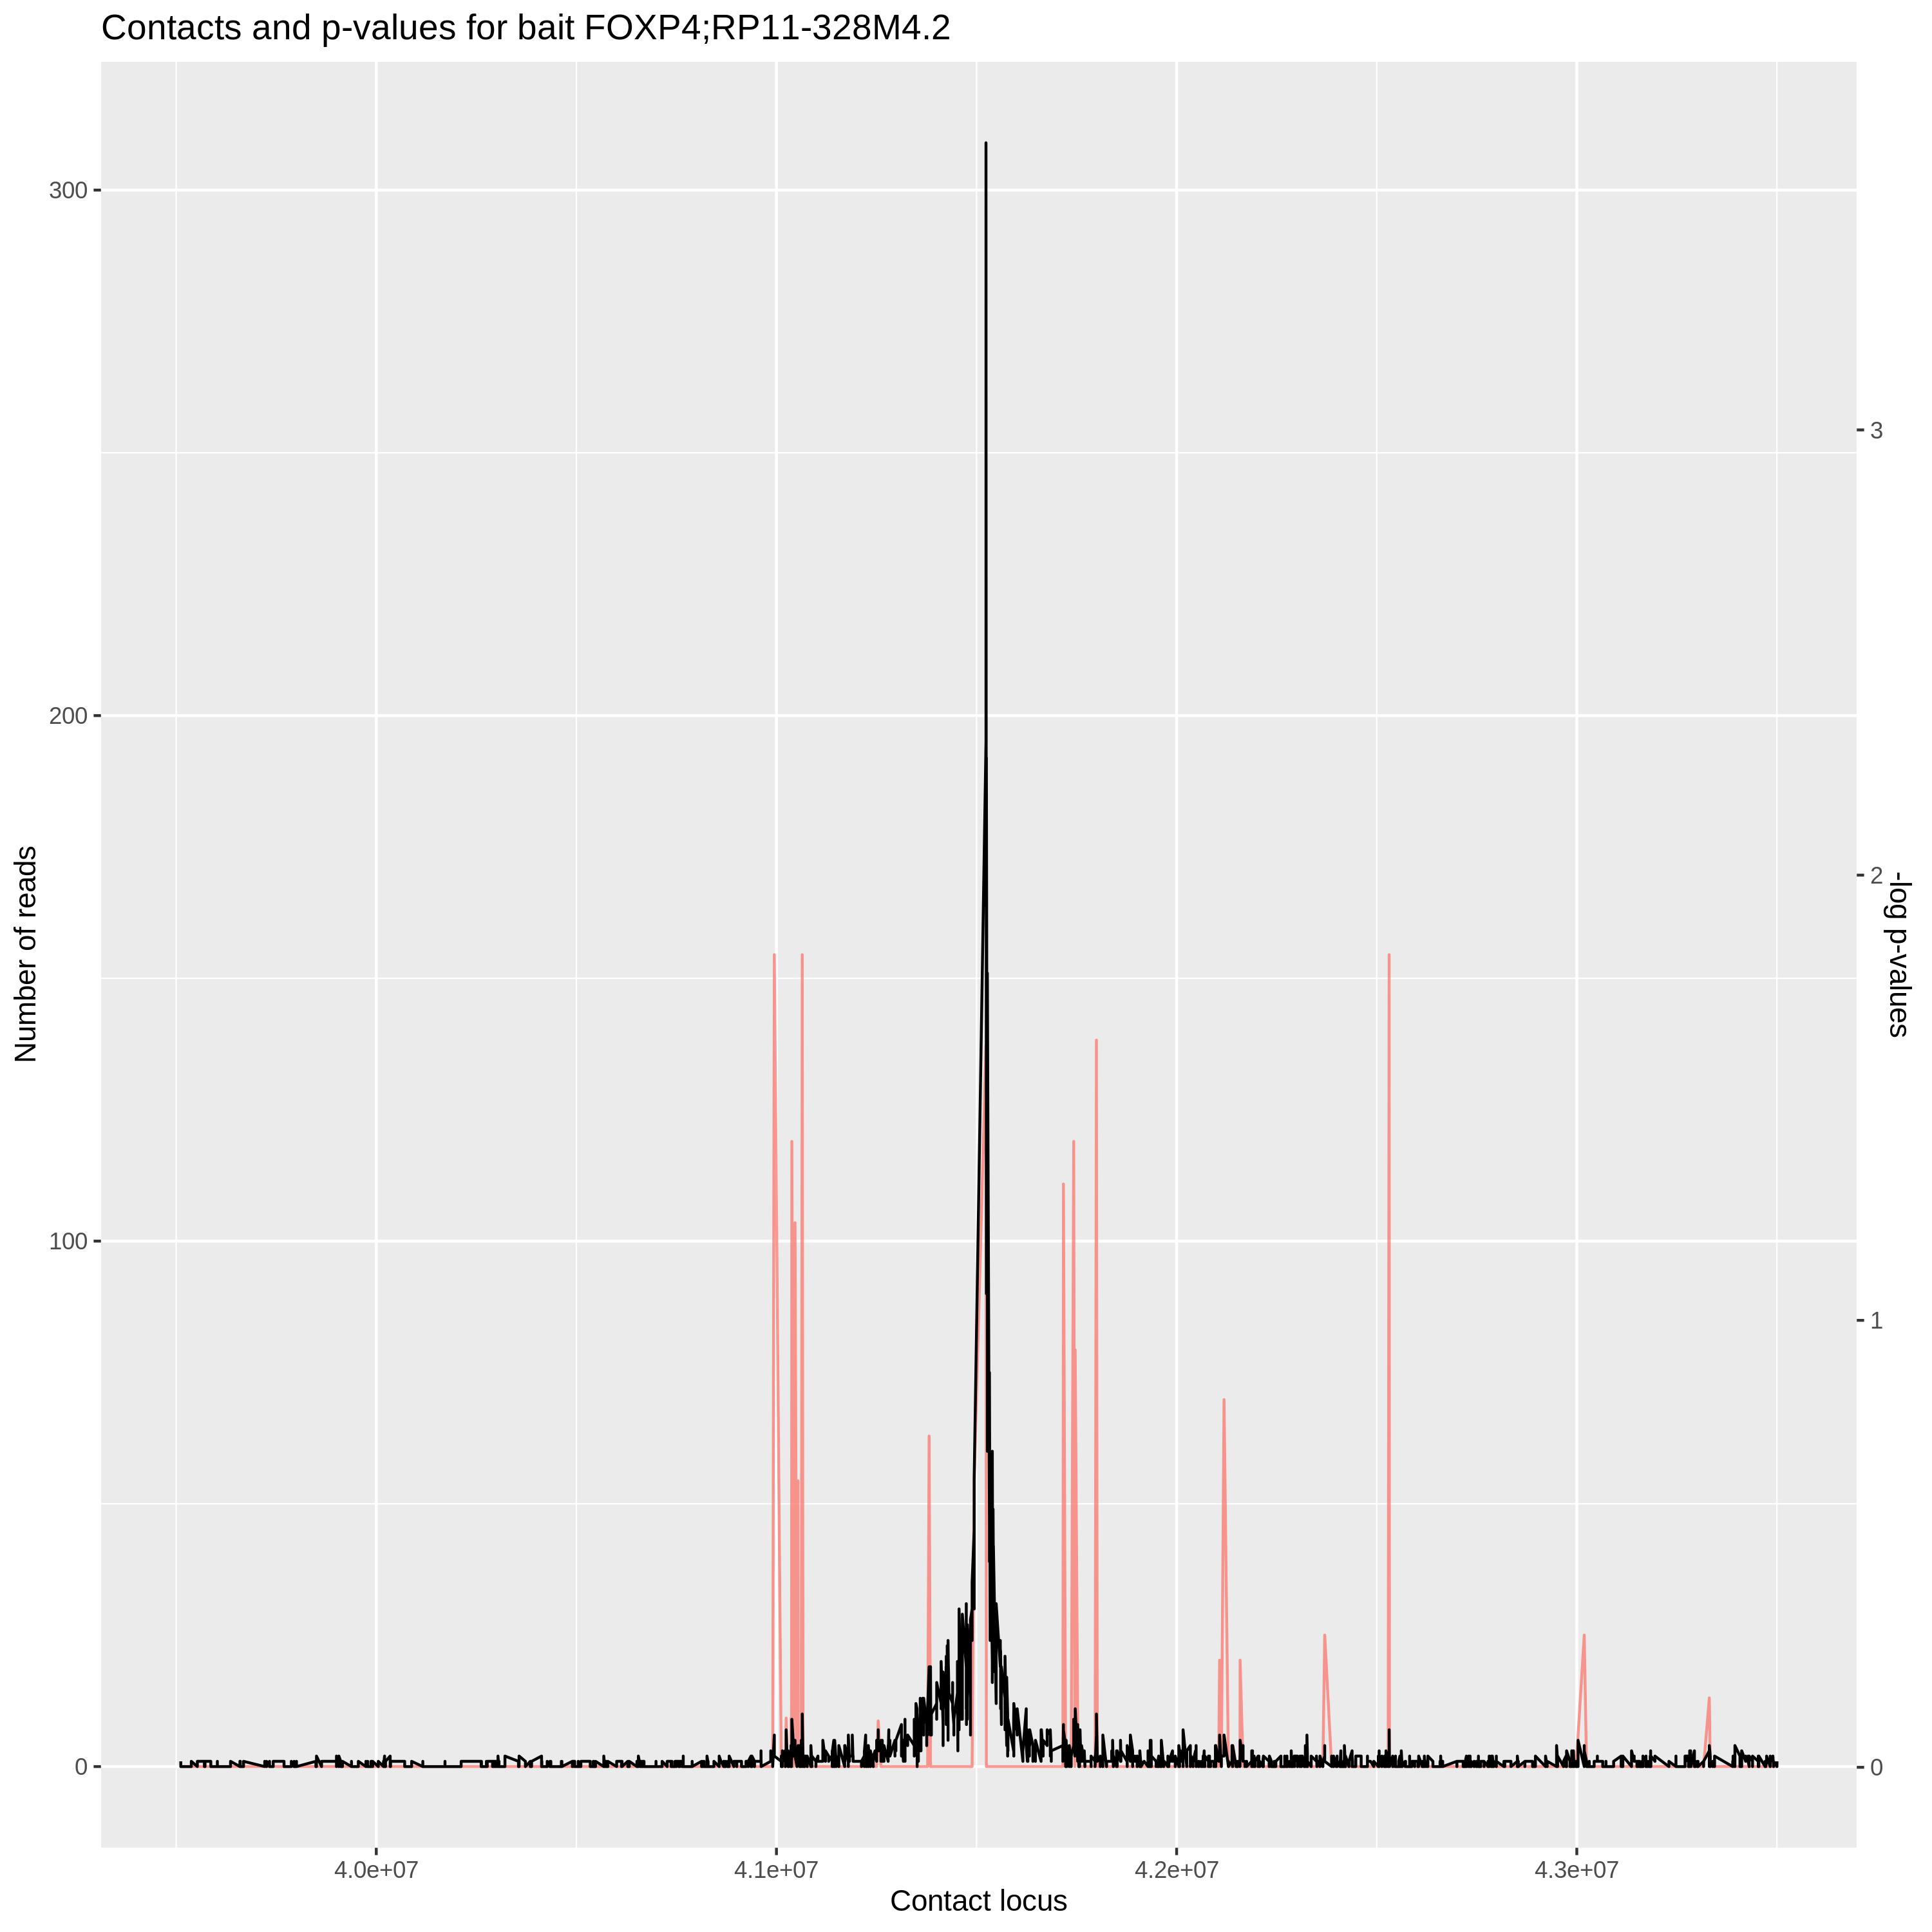 Contacts and p-values for bait FOXP4;RP11-328M4.2
Number of reads
300
200
100
0
3
2
1
0
-log p-values
4.0e+07
4.1e+07
4.2e+07
4.3e+07
Contact locus